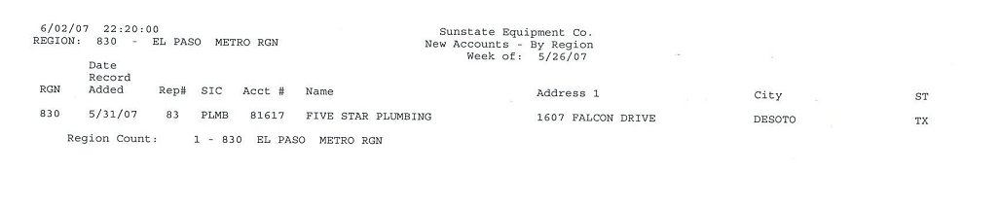 6/02/07 22:20:00 Sunstate Equipment Co.
REGION: 830 - EL PASO METRO RGN New Accounts - By Region
Week of: 5/26/07
Date
Record
RGN Added Rep# SIC Acct # Name Address 1 City ST
830 5/31/07 83 PLMB 81617 FIVE STAR PLUMBING 1607 FALCON DRIVE DESOTO TX
Region Count: 1 - 830 EL PASO METRO RGN